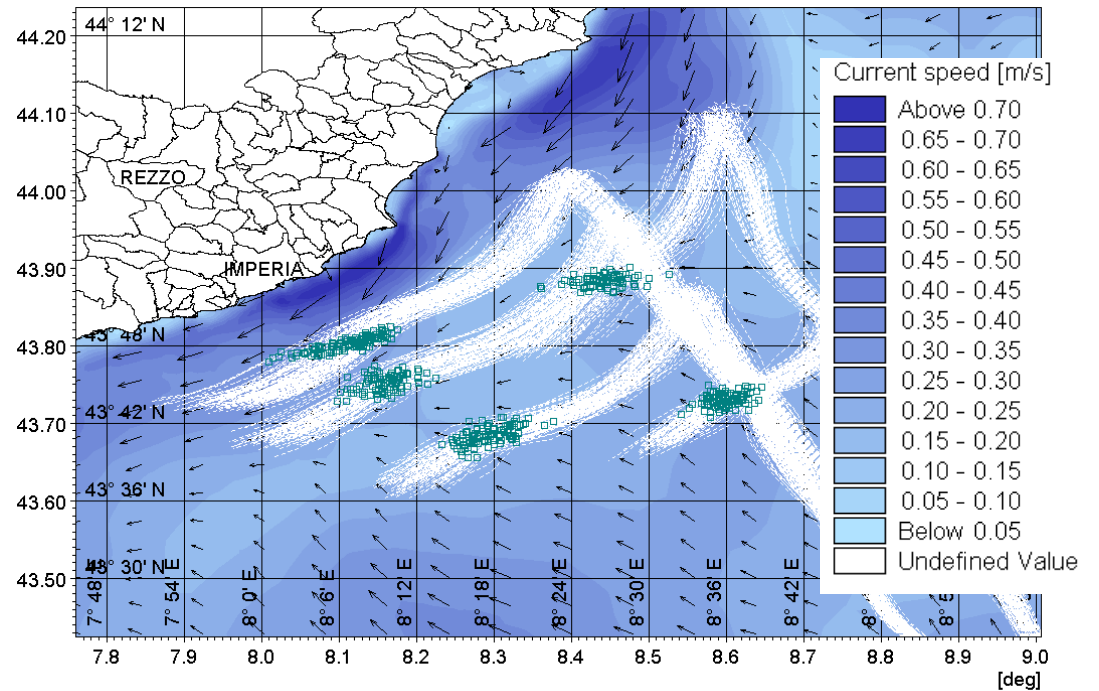 44.20
44° 12' N
44.10
44.00
43.90
43.80
43° 48' N
43.70
43° 42' N
43.60
43° 36' N
43.50
43° 30' N
REZZO
IMPERIA
Current speed [m/s]
Above 0.70
0.65 - 0.70
0.60 - 0.65
0.55 - 0.60
0.50 - 0.55
0.45 - 0.50
0.40 - 0.45
0.35 - 0.40
0.30 - 0.35
0.25 - 0.30
0.20 - 0.25
0.15 - 0.20
0.10 - 0.15
0.05 - 0.10
Below 0.05
Undefined Value
7° 48' E
7° 54' E
8° 0' E
8° 6' E
8° 12' E
8° 18' E
8° 24' E
8° 30' E
8° 36' E
8° 42' E
7.8
7.9
8.0
8.1
8.2
8.3
8.4
8.5
8.6
8.7
8.8
8.9
9.0
[deg]